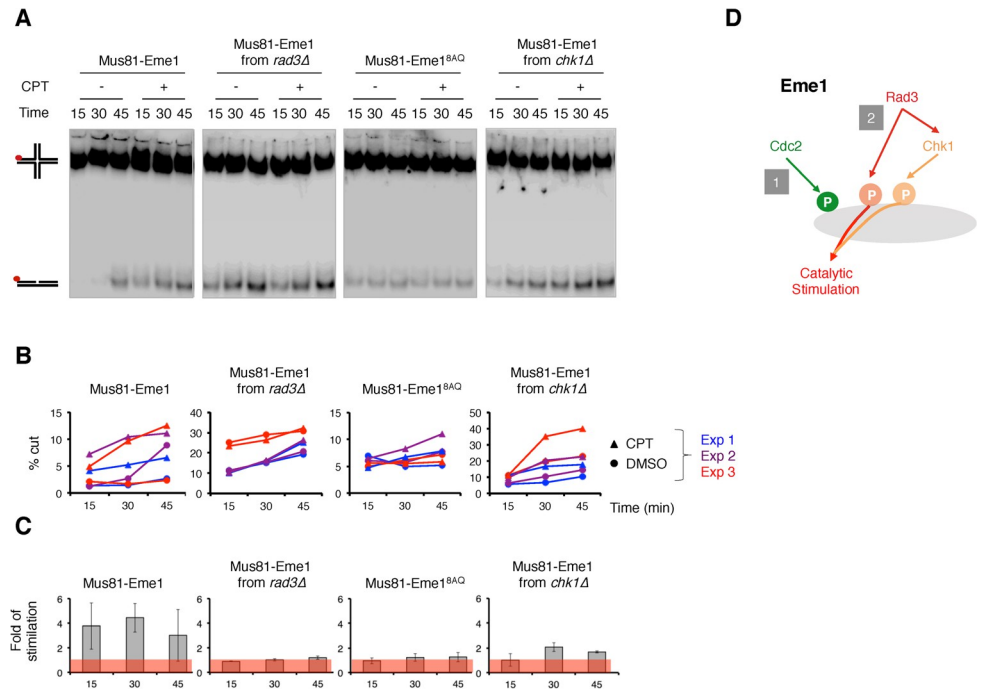 A
Mus81-Eme1
Mus81-Eme1
from rad3Δ
Mus81-Eme1⁸ᴬQ
Mus81-Eme1
from chk1Δ
CPT - + - + - + - +
Time 15 30 45 15 30 45 15 30 45 15 30 45 15 30 45 15 30 45 15 30 45 15 30 45
D
Eme1
Rad3
2
Cdc2
Chk1
1
P P P
Catalytic
Stimulation
B
Mus81-Eme1
Mus81-Eme1
from rad3Δ
Mus81-Eme1⁸ᴬQ
Mus81-Eme1
from chk1Δ
% cut
15
10
5
0
15 30 45
40
30
20
10
0
15 30 45
15
10
5
0
15 30 45
50
40
30
20
10
0
15 30 45
Time (min)
CPT
DMSO
Exp 1
Exp 2
Exp 3
C
Mus81-Eme1
Mus81-Eme1
from rad3Δ
Mus81-Eme1⁸ᴬQ
Mus81-Eme1
from chk1Δ
Fold of
stimilation
6
4
2
0
15 30 45
6
4
2
0
15 30 45
6
4
2
0
15 30 45
6
4
2
0
15 30 45